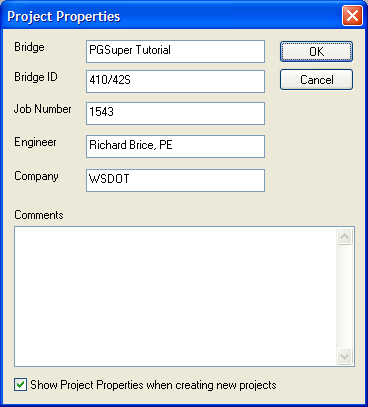 Project Properties
Bridge PGSuper Tutorial OK
Bridge ID 410/42S Cancel
Job Number 1543
Engineer Richard Brice, PE
Company WSDOT
Comments
Show Project Properties when creating new projects